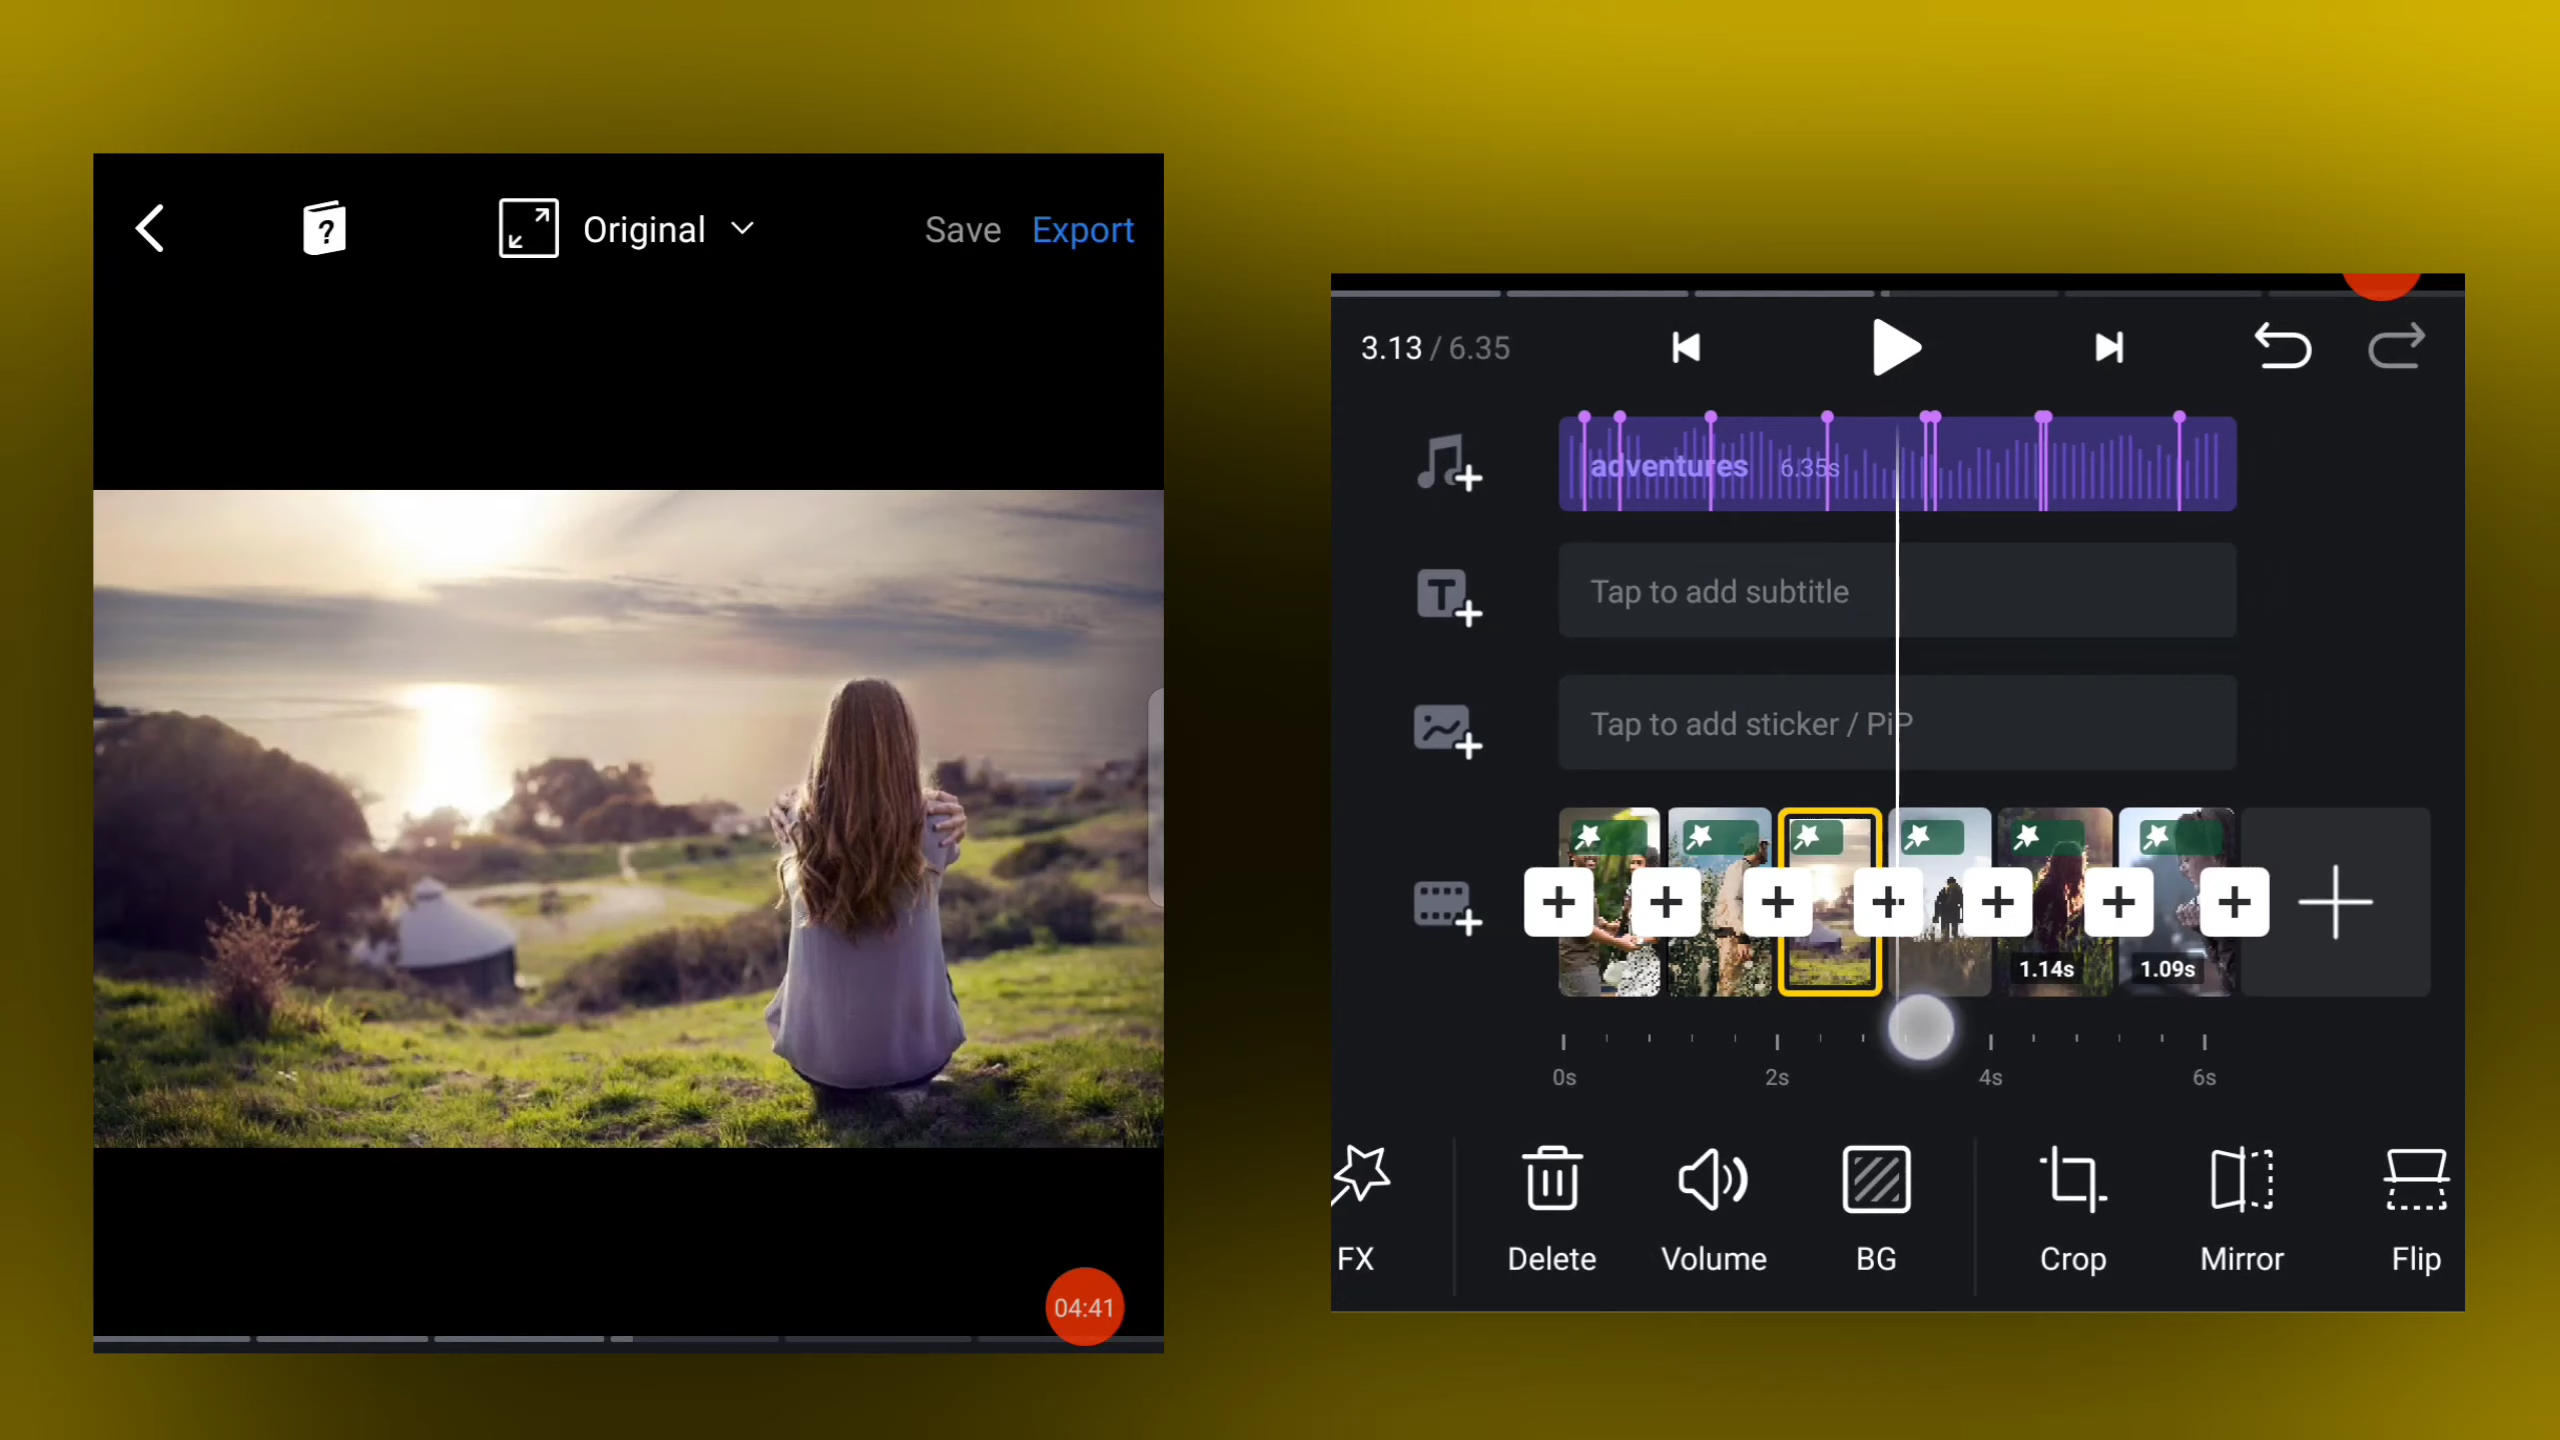 Original
Save
Export
04:41
3.13 / 6.35
adventures 6.35s
Tap to add subtitle
Tap to add sticker / PiP
1.14s
1.09s
0s
2s
4s
6s
FX
Delete
Volume
BG
Crop
Mirror
Flip